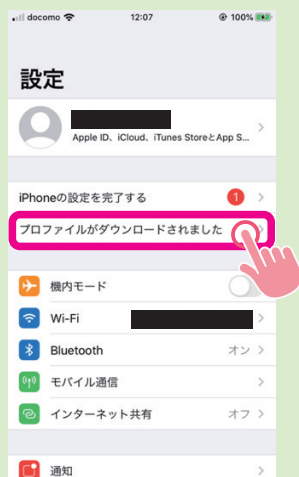 docomo 12:07 100%
設定
Apple ID、iCloud、iTunes StoreとApp S...
iPhoneの設定を完了する 1
プロファイルがダウンロードされました
機内モード
Wi-Fi
Bluetooth オン
モバイル通信
インターネット共有 オフ
通知